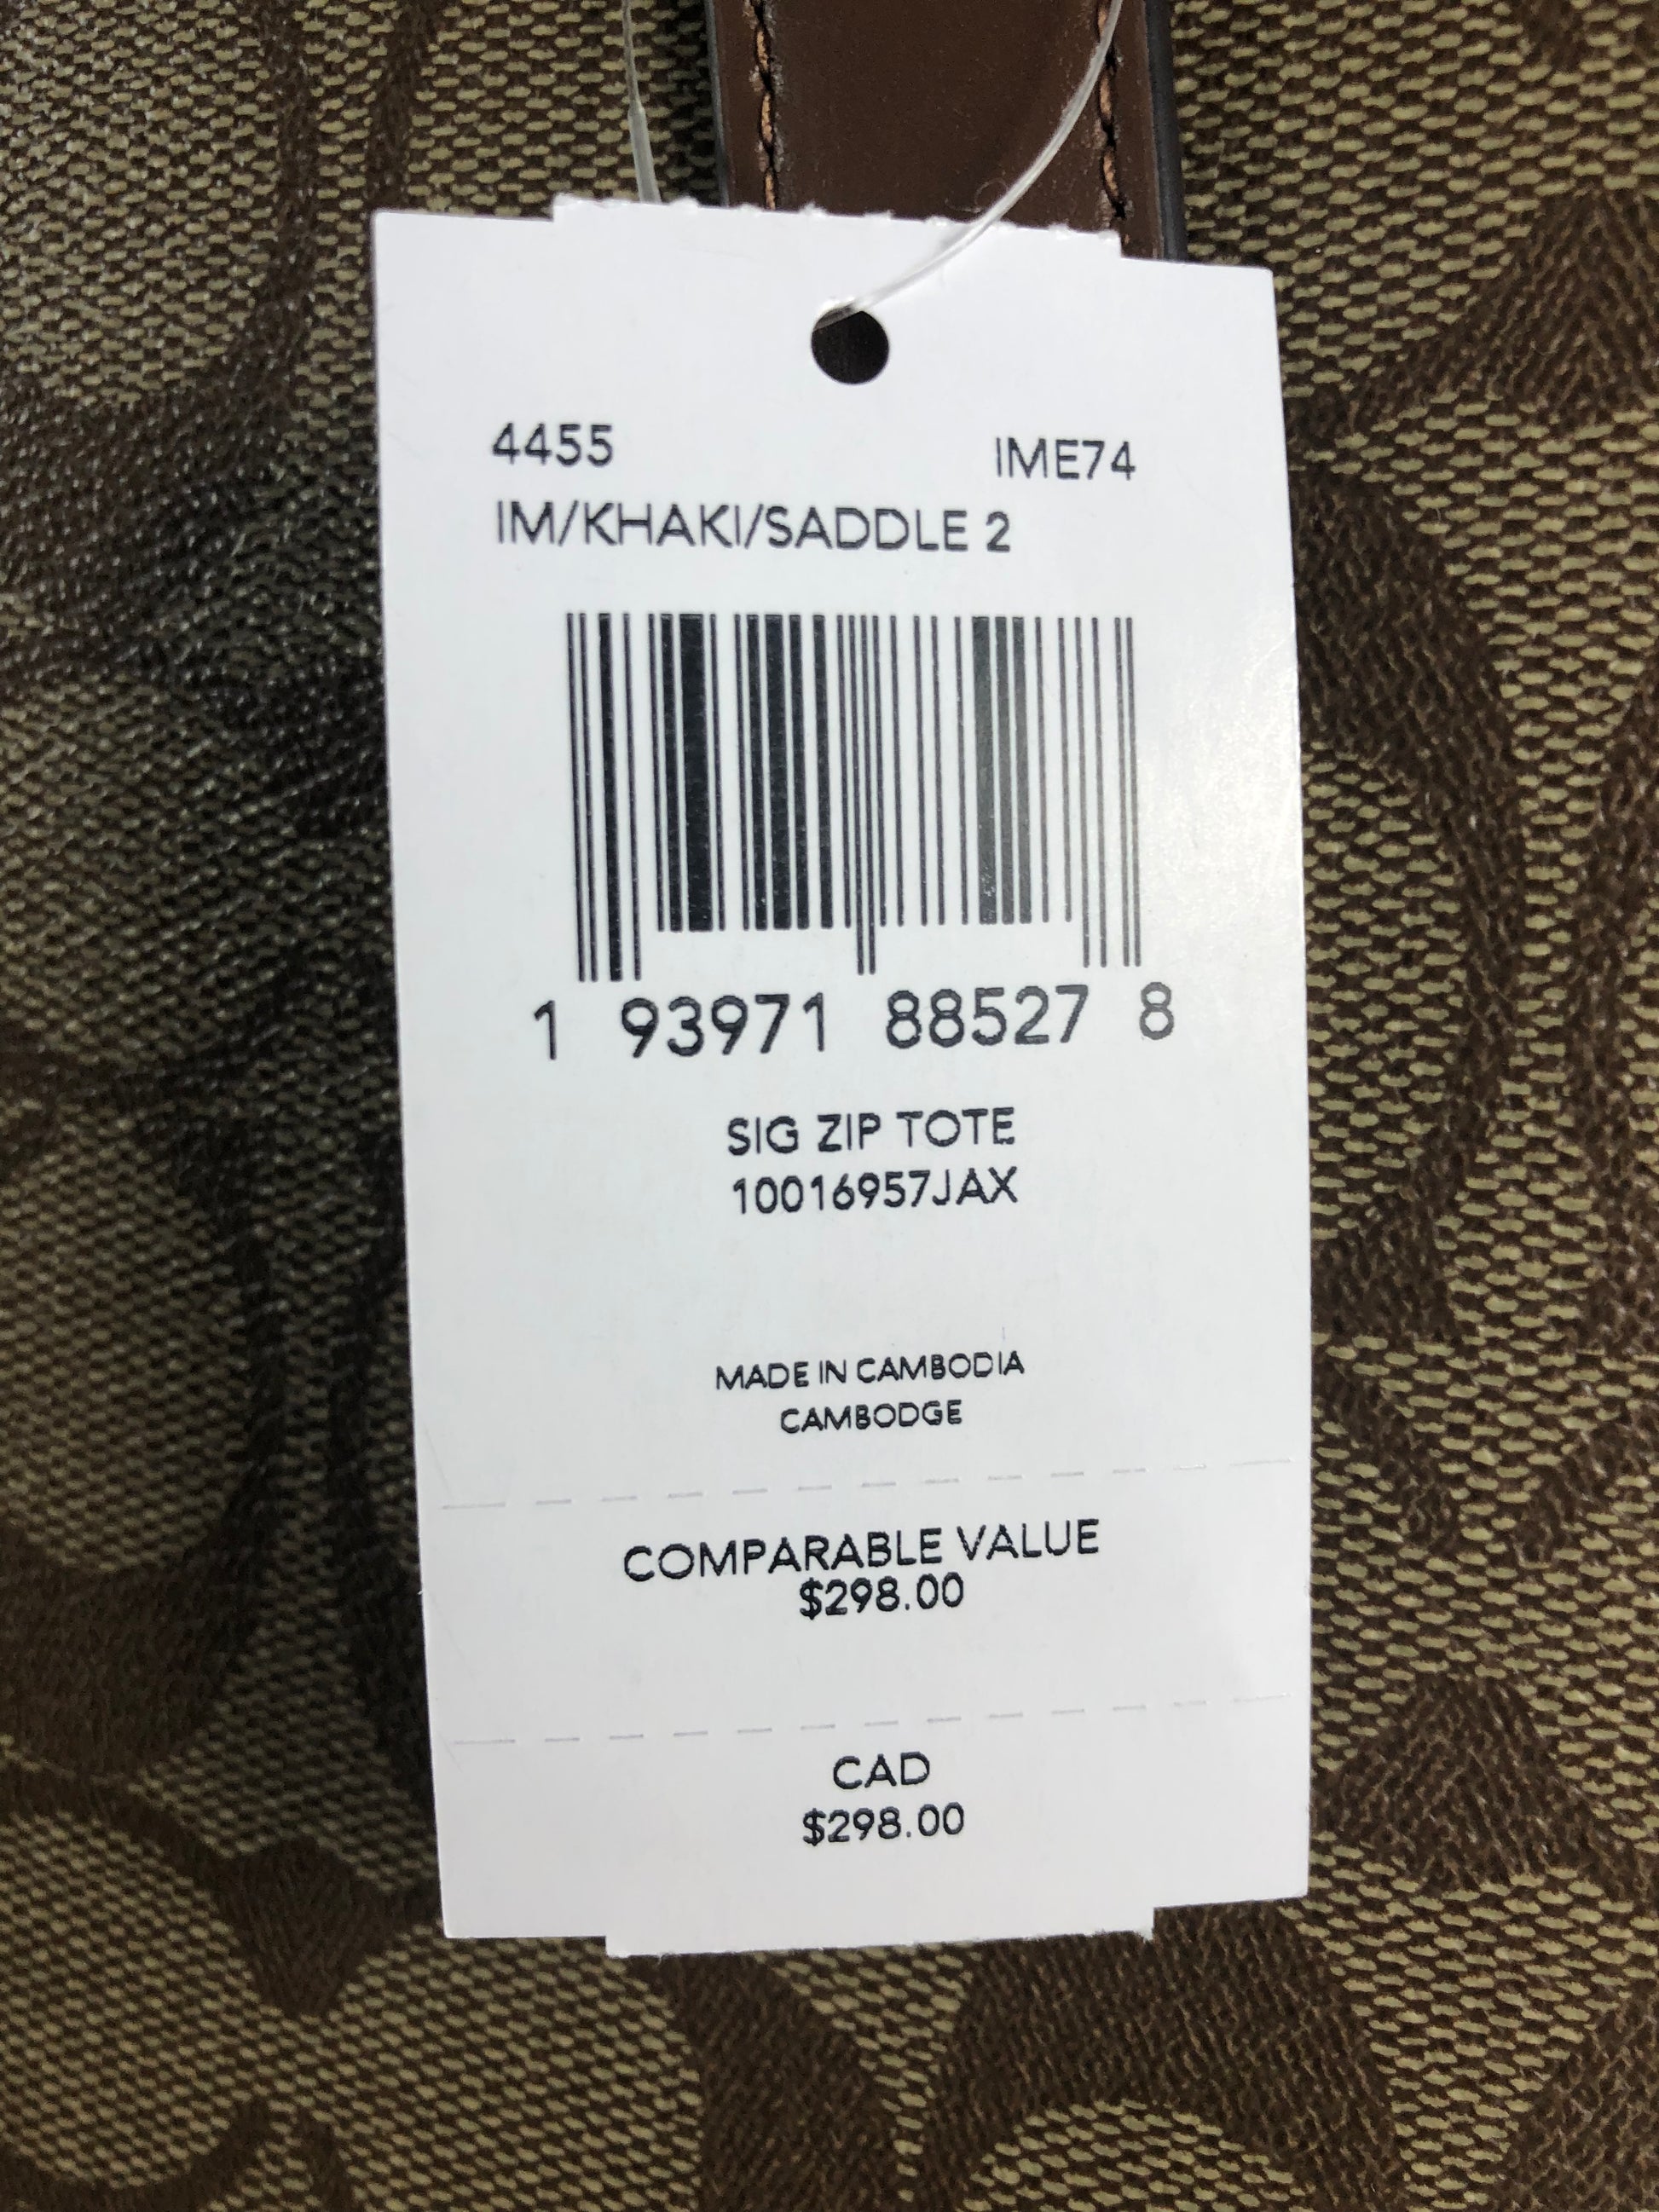 4455 IME74
IM/KHAKI/SADDLE 2
1 93971 88527 8
SIG ZIP TOTE
10016957JAX
MADE IN CAMBODIA
CAMBODGE
COMPARABLE VALUE
$298.00
CAD
$298.00